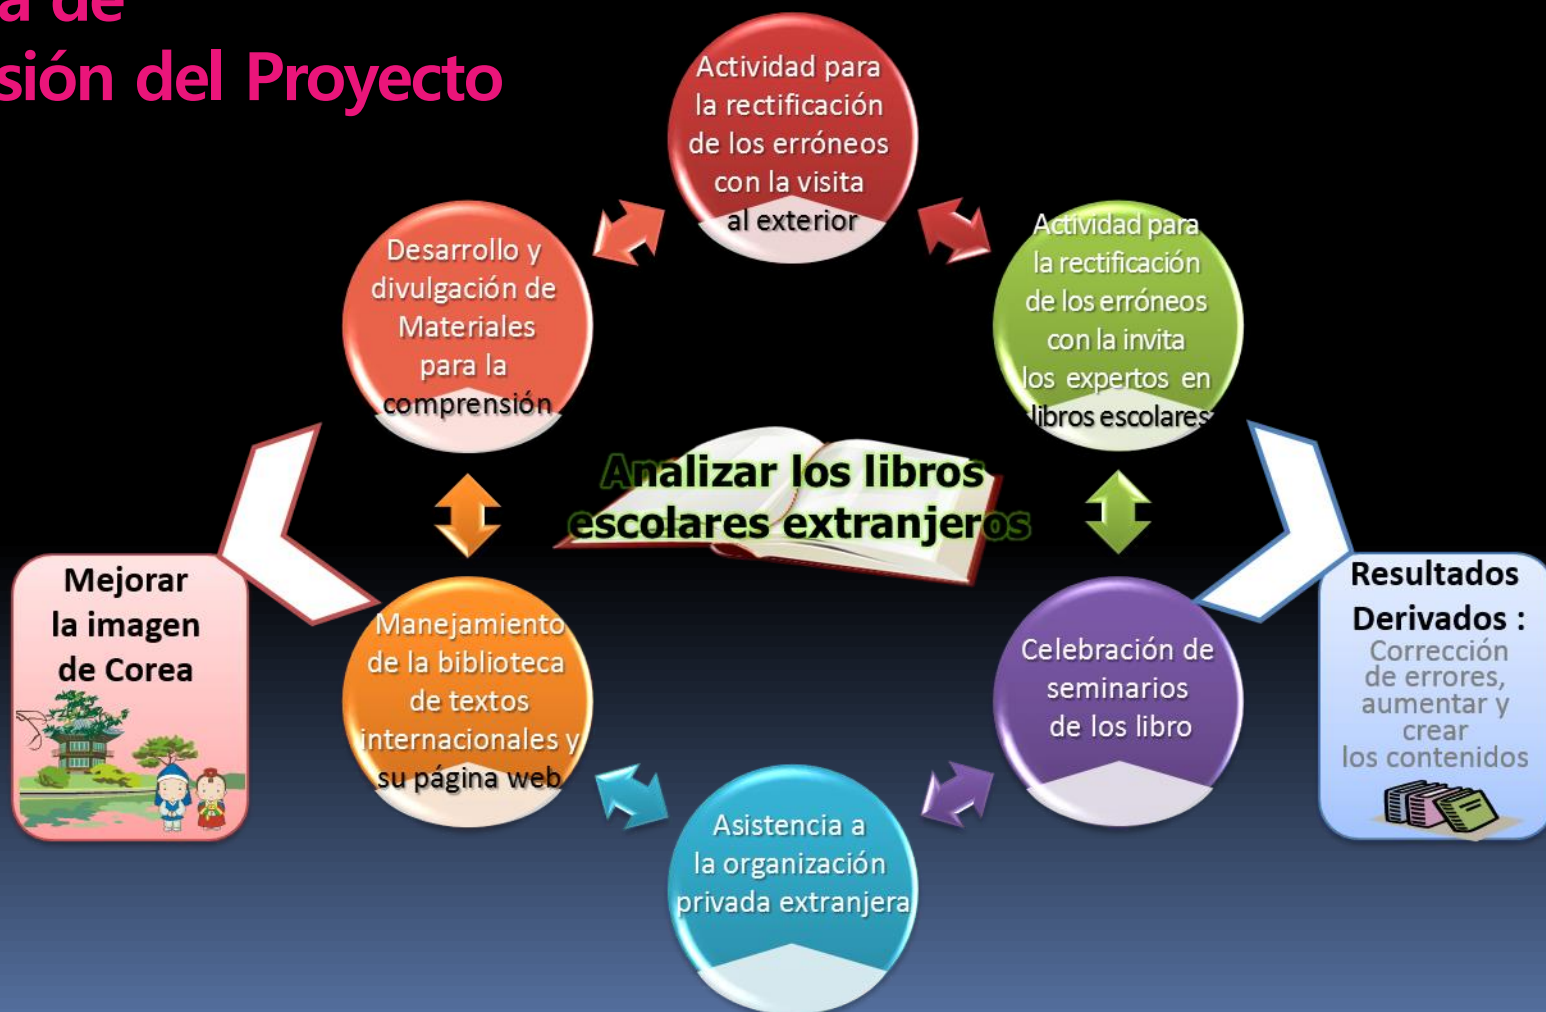 a de
sión del Proyecto
Actividad para
la rectificación
de los erróneos
con la visita
al exterior
Actividad para
la rectificación
de los erróneos
con la invita
los expertos en
libros escolares
Desarrollo y
divulgación de
Materiales
para la
comprensión
Analizar los libros
escolares extranjeros
Mejorar
la imagen
de Corea
Manejamiento
de la biblioteca
de textos
internacionales y
su página web
Celebración de
seminarios
de los libro
Resultados
Derivados :
Corrección
de errores,
aumentar y
crear
los contenidos
Asistencia a
la organización
privada extranjera